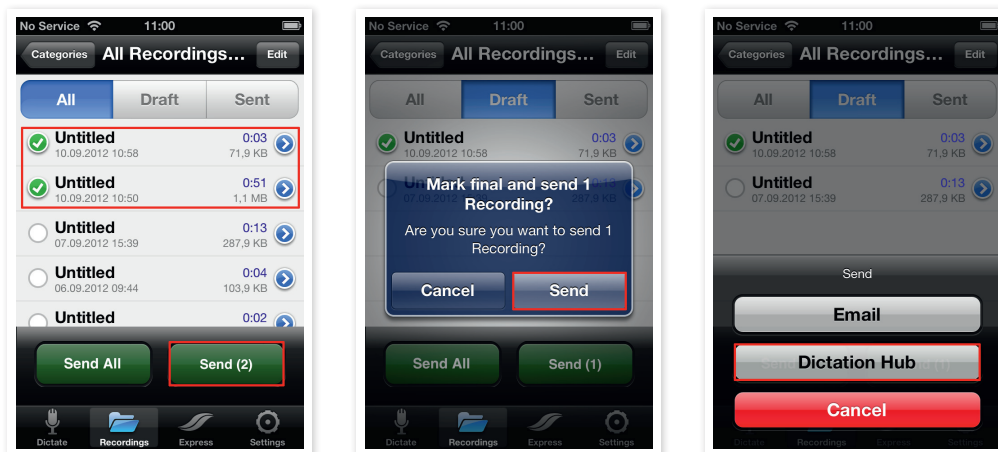 No Service 11:00
Categories All Recordings... Edit
All Draft Sent
Untitled 0:03
10.09.2012 10:58 71,9 KB
Untitled 0:51
10.09.2012 10:50 1,1 MB
Untitled 0:13
07.09.2012 15:39 287,9 KB
Untitled 0:04
06.09.2012 09:44 103,9 KB
Untitled 0:02
Send All Send (2)
Dictate Recordings Express Settings
No Service 11:00
Categories All Recordings... Edit
All Draft Sent
Untitled 0:03
10.09.2012 10:58 71,9 KB
Mark final and send 1
Recording?
Are you sure you want to send 1
Recording?
Cancel Send
Send All Send (1)
Dictate Recordings Express Settings
No Service 11:00
Categories All Recordings... Edit
All Draft Sent
Untitled 0:03
10.09.2012 10:58 71,9 KB
Untitled 0:13
07.09.2012 15:39 287,9 KB
Send
Email
Dictation Hub
Cancel
Dictate Recordings Express Settings